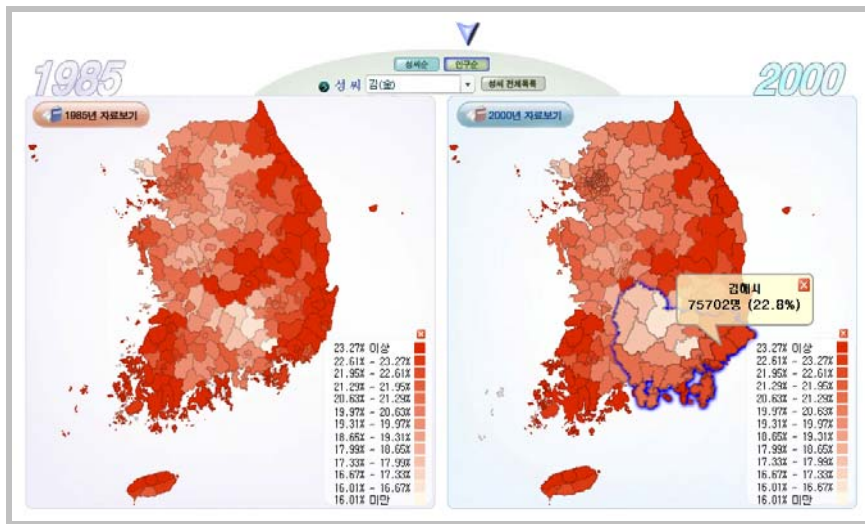 1985
2000
성씨순
인구순
성 씨
김(金)
성씨 전체목록
1985년 자료보기
2000년 자료보기
23.27% 이상
22.61% - 23.27%
21.95% - 22.61%
21.29% - 21.95%
20.63% - 21.29%
19.97% - 20.63%
19.31% - 19.97%
18.65% - 19.31%
17.99% - 18.65%
17.33% - 17.99%
16.67% - 17.33%
16.01% - 16.67%
16.01% 미만
김해시
75702명 (22.8%)
23.27% 이상
22.61% - 23.27%
21.95% - 22.61%
21.29% - 21.95%
20.63% - 21.29%
19.97% - 20.63%
19.31% - 19.97%
18.65% - 19.31%
17.99% - 18.65%
17.33% - 17.99%
16.67% - 17.33%
16.01% - 16.67%
16.01% 미만